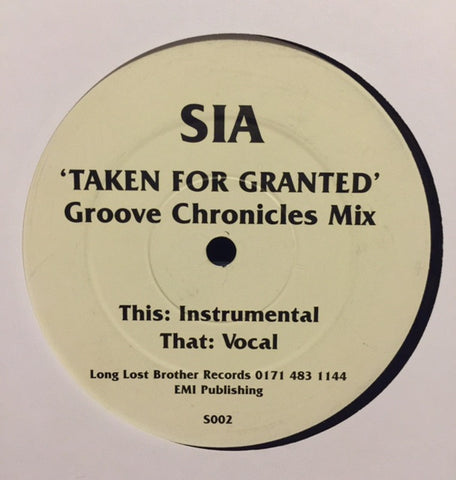 SIA
'TAKEN FOR GRANTED'
Groove Chronicles Mix
This: Instrumental
That: Vocal
Long Lost Brother Records 0171 483 1144
EMI Publishing
S002